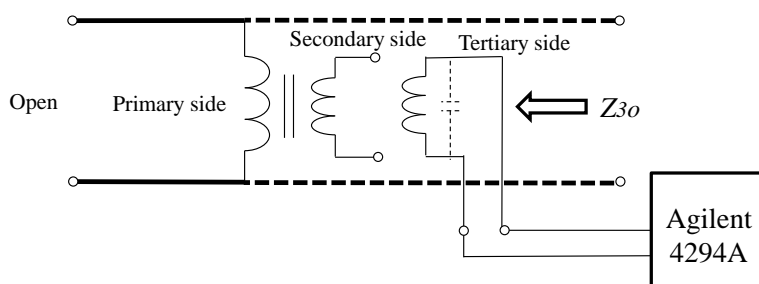 Secondary side
Tertiary side
Open
Primary side
Z3o
Agilent
4294A